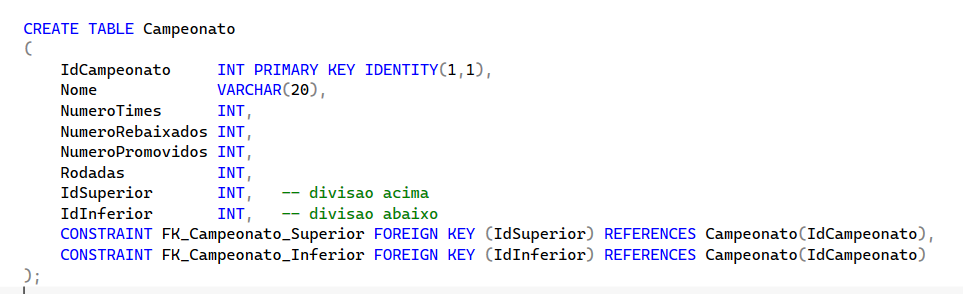 CREATE TABLE Campeonato
(
    IdCampeonato     INT PRIMARY KEY IDENTITY(1,1),
    Nome             VARCHAR(20),
    NumeroTimes      INT,
    NumeroRebaixados INT,
    NumeroPromovidos INT,
    Rodadas          INT,
    IdSuperior       INT,   -- divisao acima
    IdInferior       INT,   -- divisao abaixo
    CONSTRAINT FK_Campeonato_Superior FOREIGN KEY (IdSuperior) REFERENCES Campeonato(IdCampeonato),
    CONSTRAINT FK_Campeonato_Inferior FOREIGN KEY (IdInferior) REFERENCES Campeonato(IdCampeonato)
);